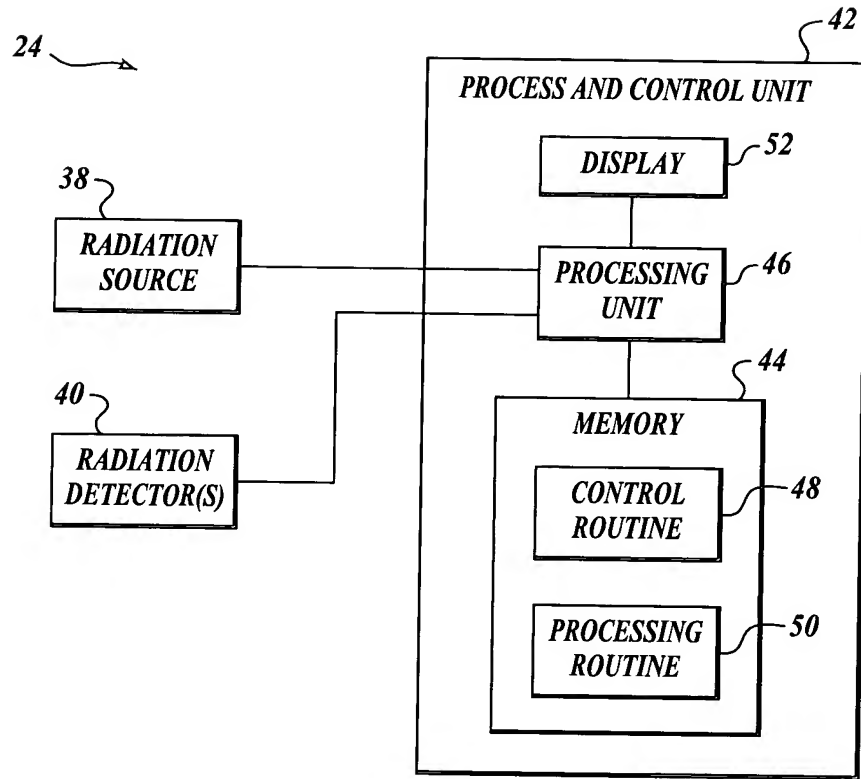 42
24
PROCESS AND CONTROL UNIT
DISPLAY
52
38
RADIATION
SOURCE
PROCESSING
UNIT
46
44
40
RADIATION
DETECTOR(S)
MEMORY
CONTROL
ROUTINE
48
PROCESSING
ROUTINE
50